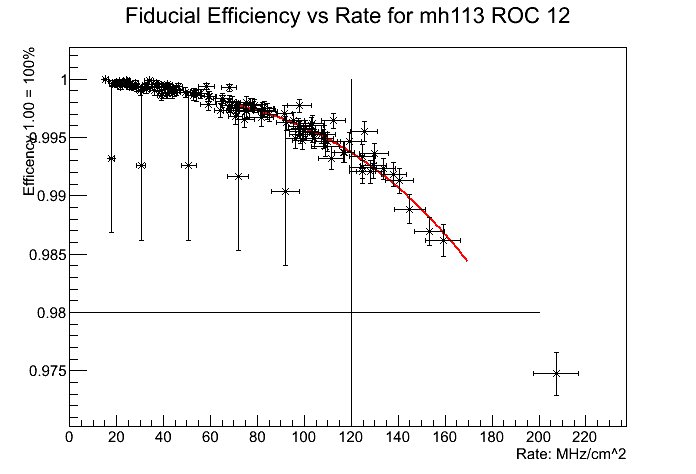 Fiducial Efficiency vs Rate for mh113 ROC 12
Efficency 1.00 = 100%
1
0.995
0.99
0.985
0.98
0.975
0 20 40 60 80 100 120 140 160 180 200 220
Rate: MHz/cm^2